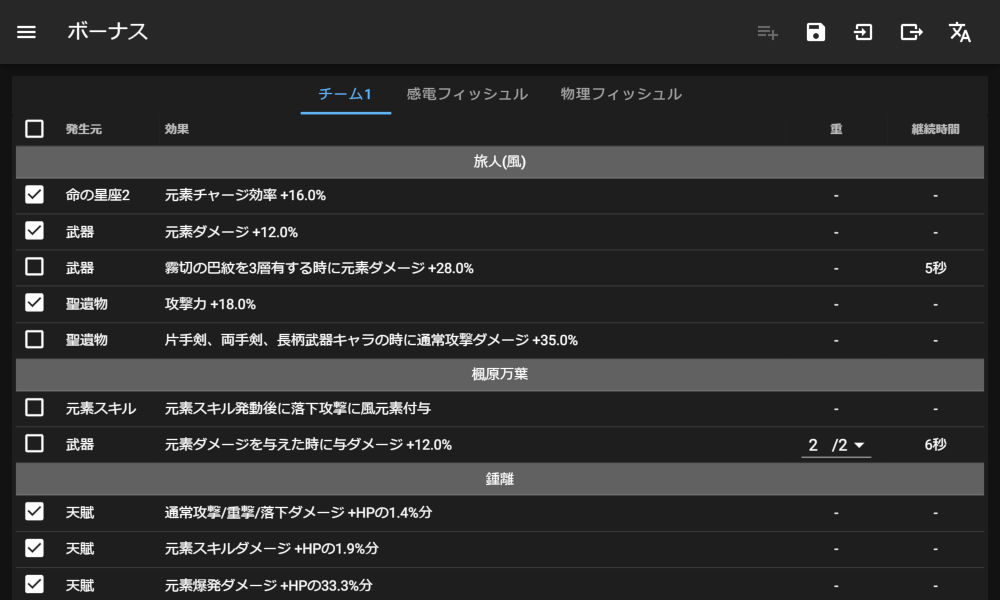 ボーナス
チーム1 感電フィッシュル 物理フィッシュル
発生元 効果 重 継続時間
旅人(風)
命の星座2 元素チャージ効率 +16.0% - -
武器 元素ダメージ +12.0% - -
武器 霧切の巴紋を3層有する時に元素ダメージ +28.0% - 5秒
聖遺物 攻撃力 +18.0% - -
聖遺物 片手剣、両手剣、長柄武器キャラの時に通常攻撃ダメージ +35.0% - -
楓原万葉
元素スキル 元素スキル発動後に落下攻撃に風元素付与 - -
武器 元素ダメージを与えた時に与ダメージ +12.0% 2 /2 6秒
鍾離
天賦 通常攻撃/重撃/落下ダメージ +HPの1.4%分 - -
天賦 元素スキルダメージ +HPの1.9%分 - -
天賦 元素爆発ダメージ +HPの33.3%分 - -